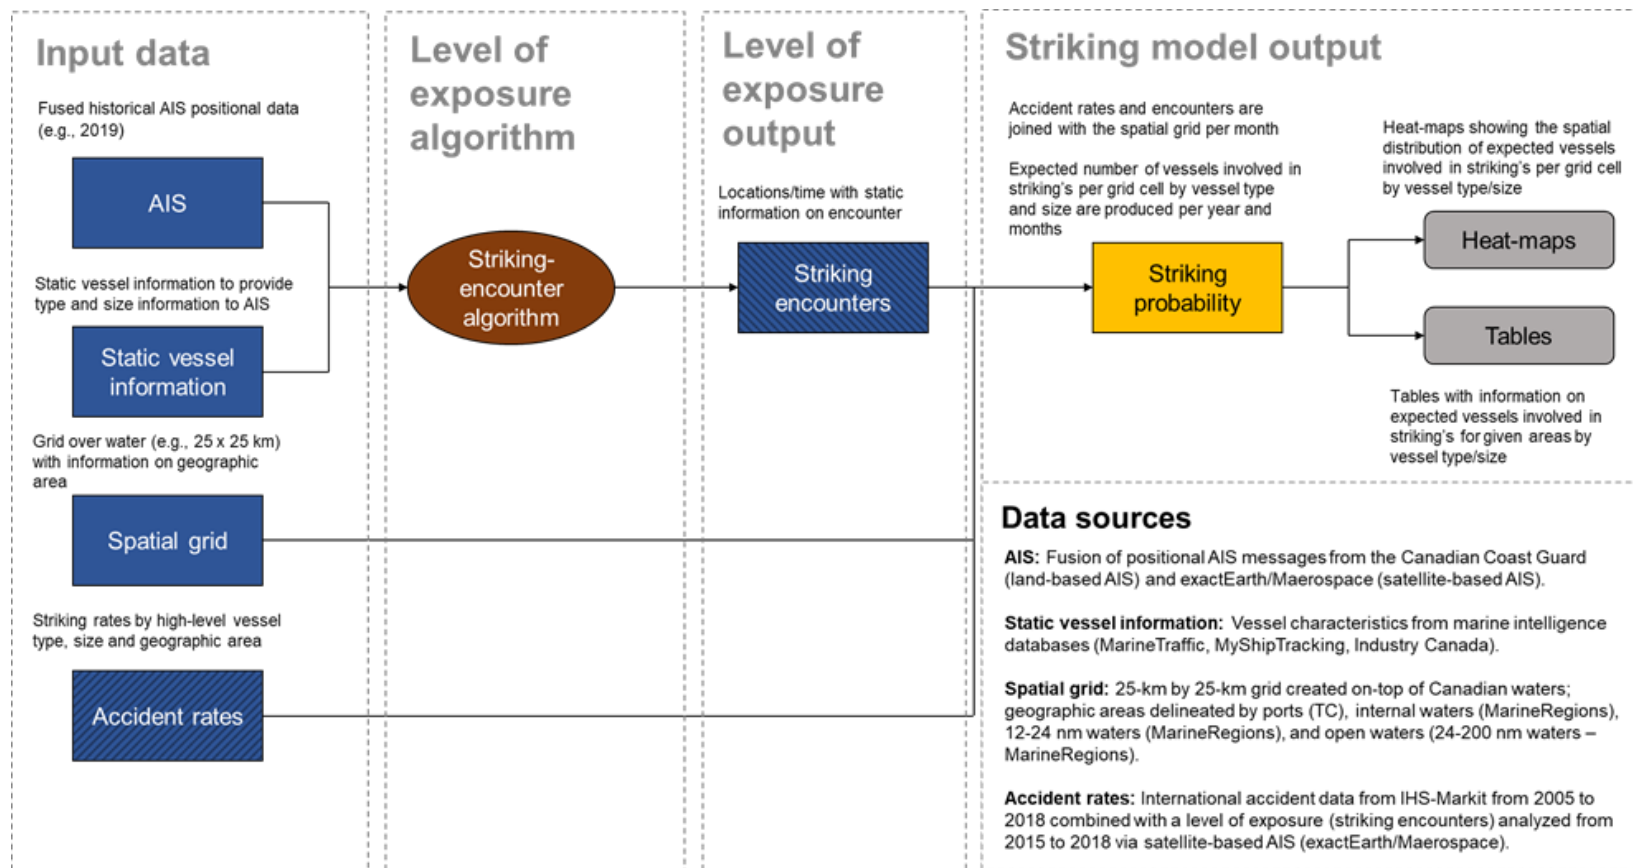 Input data
Fused historical AIS positional data
(e.g., 2019)
AIS
Static vessel information to provide
type and size information to AIS
Static vessel
information
Grid over water (e.g., 25 x 25 km)
with information on geographic
area
Spatial grid
Striking rates by high-level vessel
type, size and geographic area
Accident rates
Level of
exposure
algorithm
Striking-
encounter
algorithm
Level of
exposure
output
Locations/time with static
information on encounter
Striking
encounters
Striking model output
Accident rates and encounters are
joined with the spatial grid per month
Expected number of vessels involved in
striking's per grid cell by vessel type
and size are produced per year and
months
Striking
probability
Heat-maps showing the spatial
distribution of expected vessels
involved in striking's per grid cell
by vessel type/size
Heat-maps
Tables
Tables with information on
expected vessels involved in
striking's for given areas by
vessel type/size
Data sources
AIS: Fusion of positional AIS messages from the Canadian Coast Guard
(land-based AIS) and exactEarth/Maerospace (satellite-based AIS).
Static vessel information: Vessel characteristics from marine intelligence
databases (MarineTraffic, MyShipTracking, Industry Canada).
Spatial grid: 25-km by 25-km grid created on-top of Canadian waters;
geographic areas delineated by ports (TC), internal waters (MarineRegions),
12-24 nm waters (MarineRegions), and open waters (24-200 nm waters –
MarineRegions).
Accident rates: International accident data from IHS-Markit from 2005 to
2018 combined with a level of exposure (striking encounters) analyzed from
2015 to 2018 via satellite-based AIS (exactEarth/Maerospace).